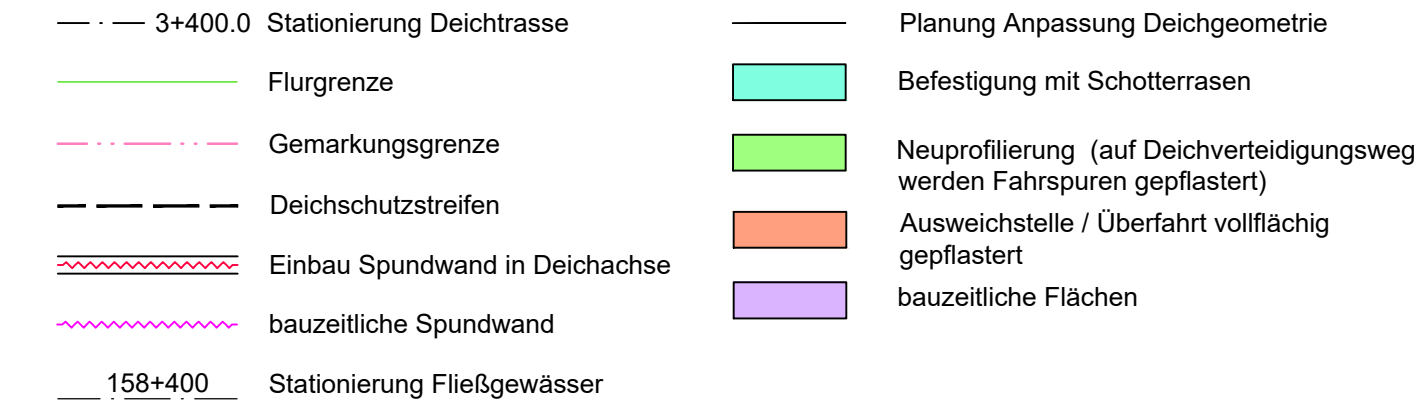 3+400.0 Stationierung Deichtrasse
Flurgrenze
Gemarkungsgrenze
Deichschutzstreifen
Einbau Spundwand in Deichachse
bauzeitliche Spundwand
158+400 Stationierung Fließgewässer
Planung Anpassung Deichgeometrie
Befestigung mit Schotterrasen
Neuprofilierung (auf Deichverteidigungsweg
werden Fahrspuren gepflastert)
Ausweichstelle / Überfahrt vollflächig
gepflastert
bauzeitliche Flächen